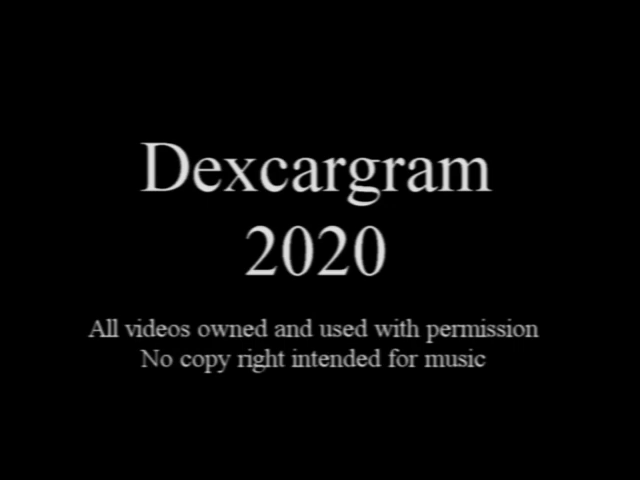 Dexcargram
2020
All videos owned and used with permission
No copy right intended for music